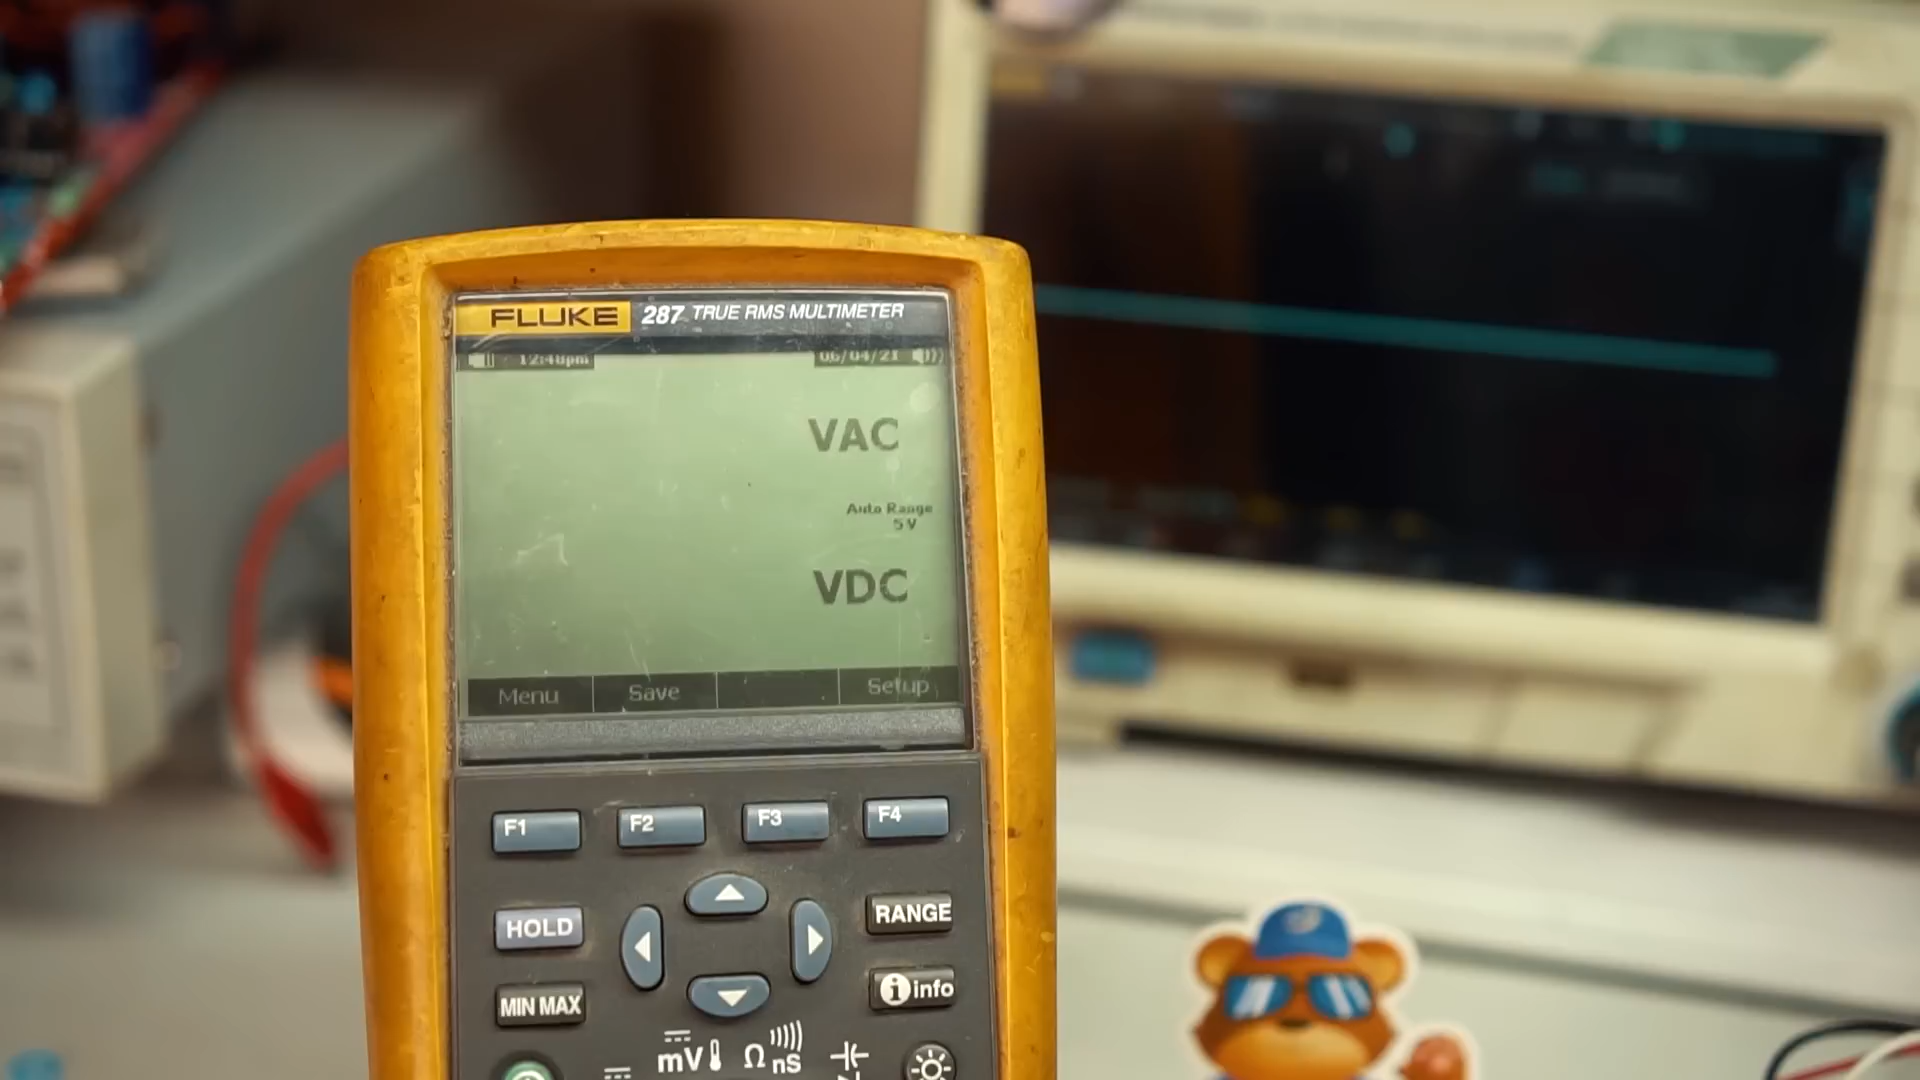 FLUKE 287 TRUE RMS MULTIMETER
12:48pm 06/04/21
VAC
Auto Range
5 V
VDC
Menu Save Setup
F1 F2 F3 F4
HOLD RANGE
MIN MAX info
mV Ω nS